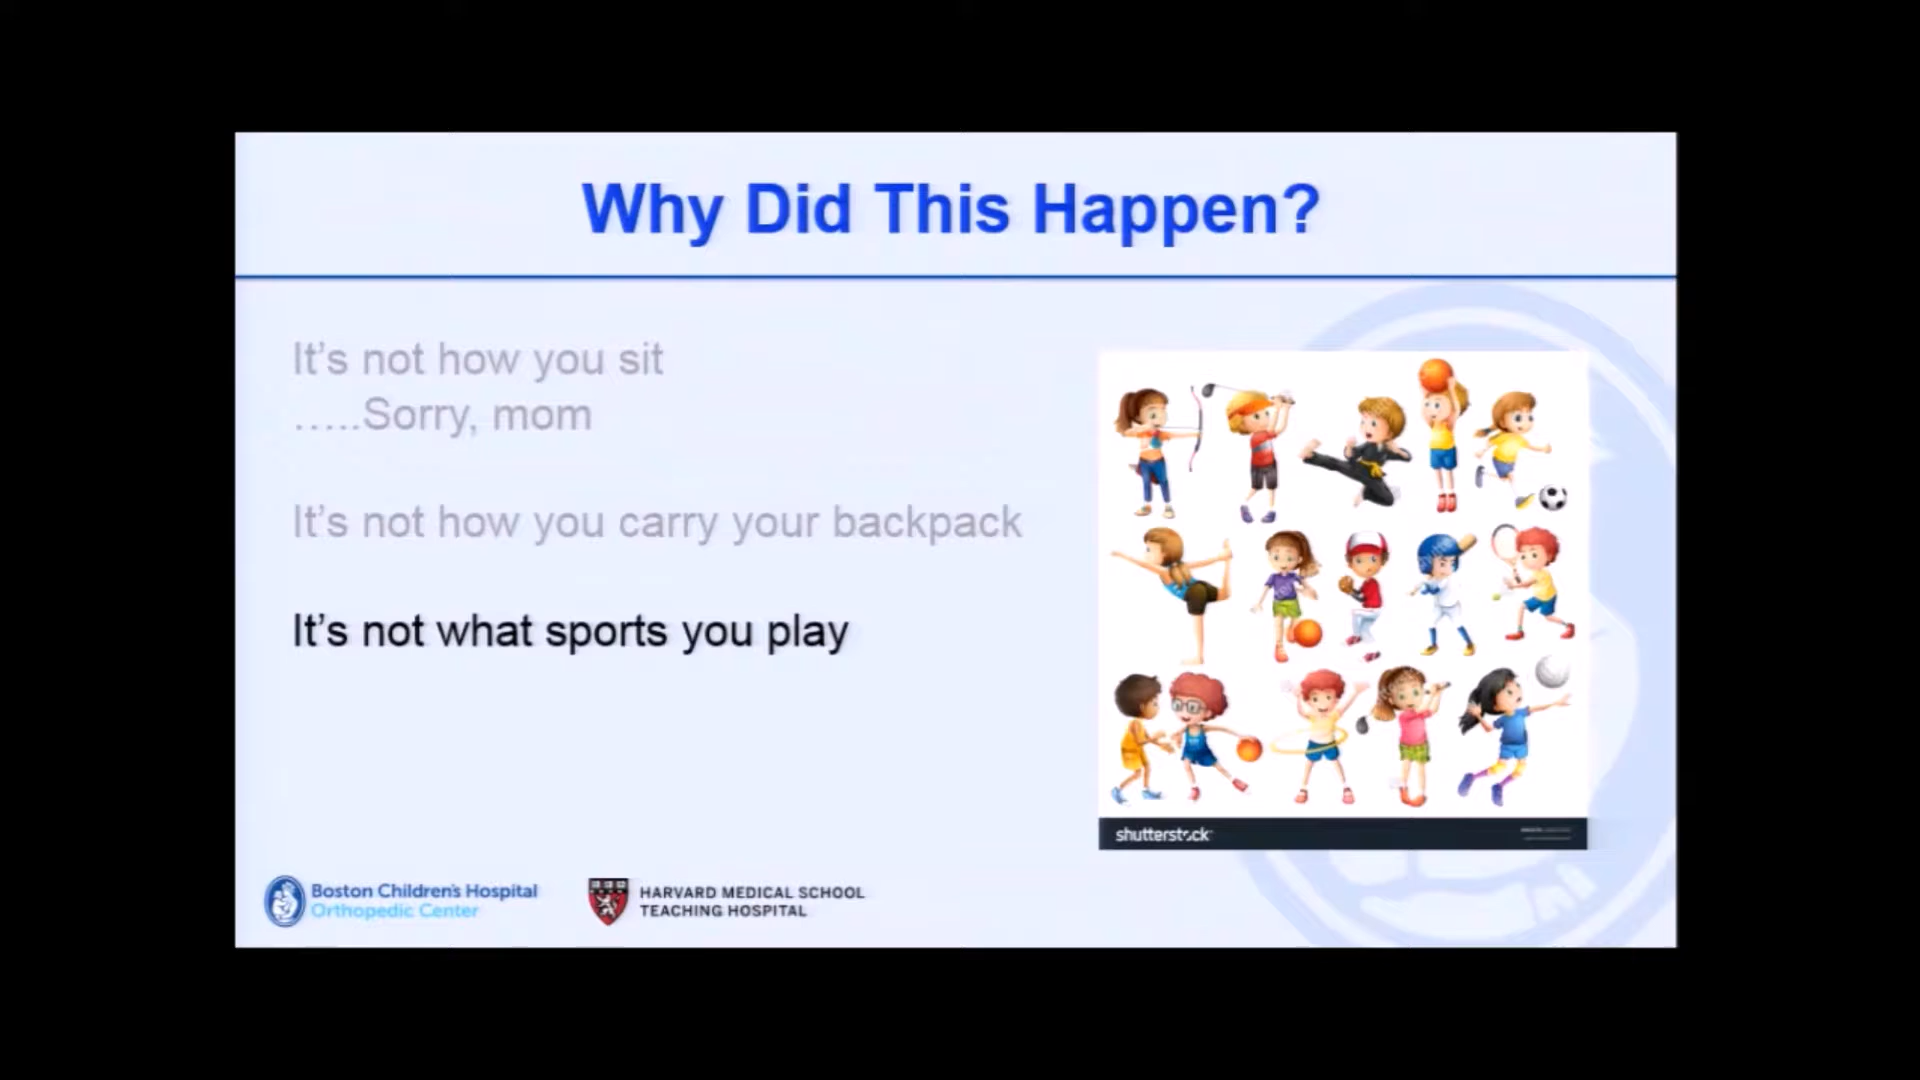 Why Did This Happen?
It's not how you sit
…..Sorry, mom
It's not how you carry your backpack
It's not what sports you play
shutterstock
Boston Children's Hospital
Orthopedic Center
HARVARD MEDICAL SCHOOL
TEACHING HOSPITAL